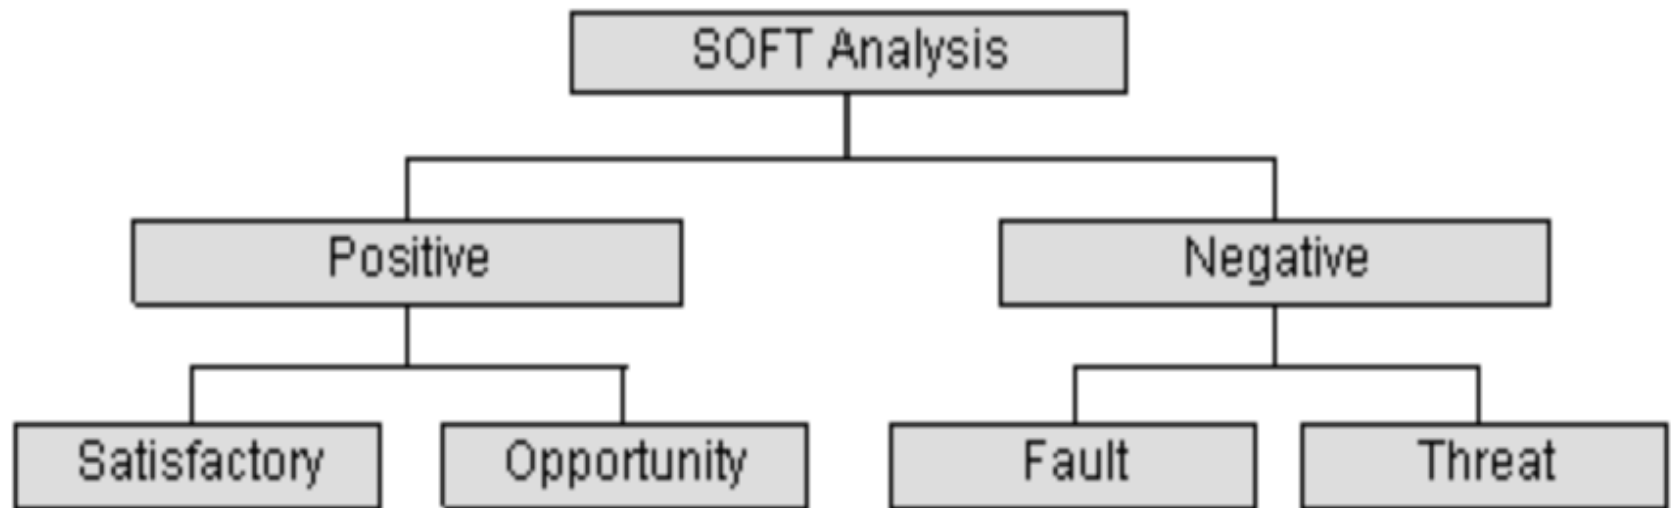 SOFT Analysis
Positive
Negative
Satisfactory
Opportunity
Fault
Threat